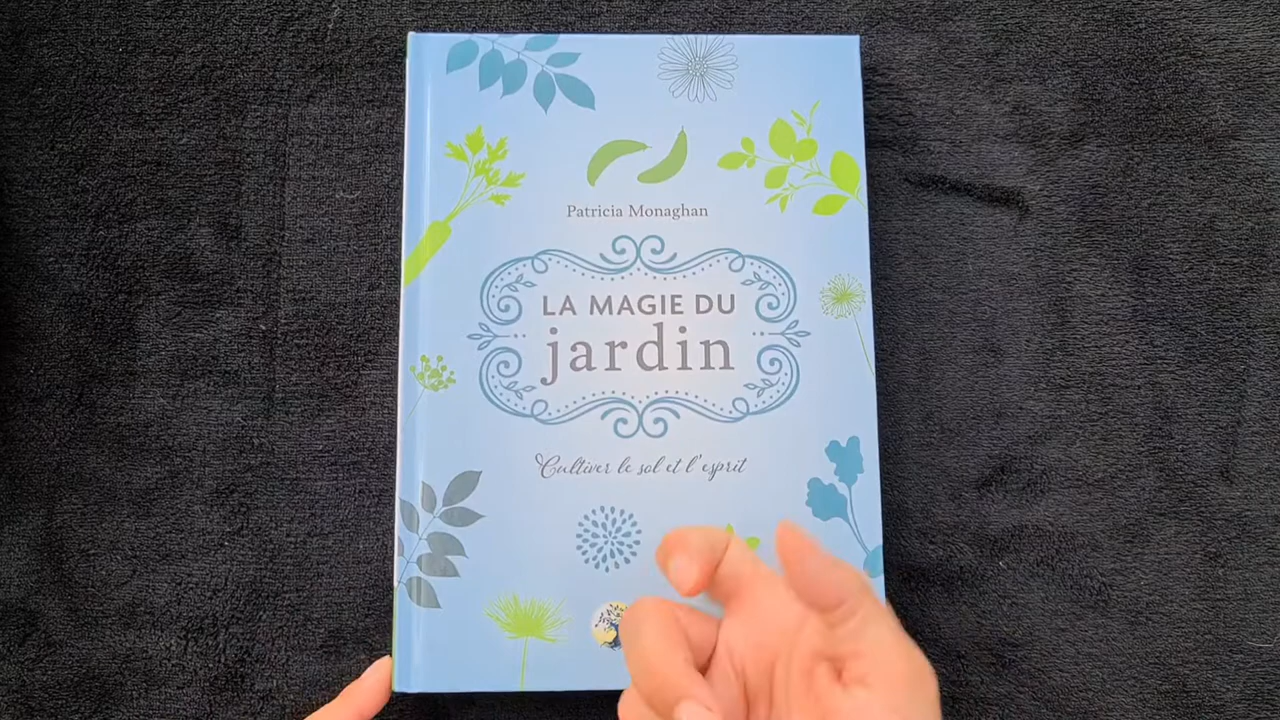 Patricia Monaghan
LA MAGIE DU
jardin
Cultiver le sol et l'esprit